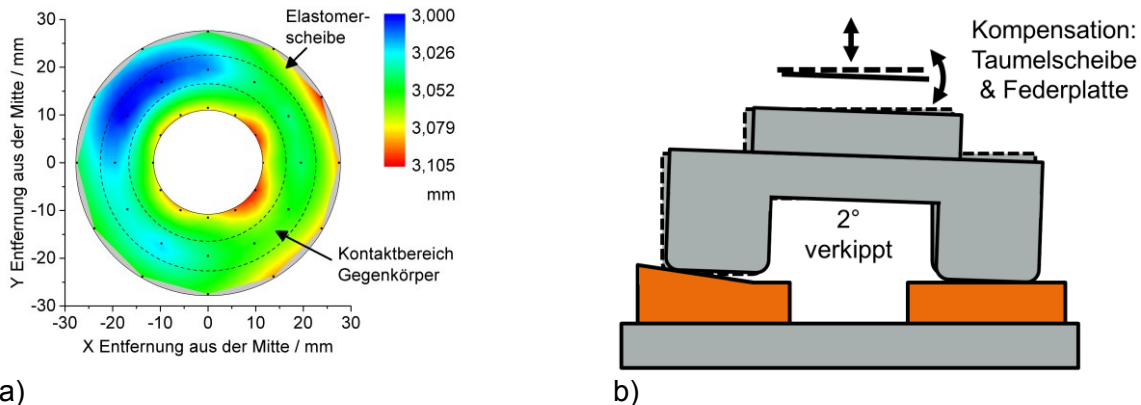 30
20
10
0
-10
-20
-30
Y Entfernung aus der Mitte / mm
-30 -20 -10 0 10 20 30
X Entfernung aus der Mitte / mm
Elastomer-
scheibe
Kontaktbereich
Gegenkörper
3,000
3,026
3,052
3,079
3,105
mm
a)
Kompensation:
Taumelscheibe
& Federplatte
2°
verkippt
b)